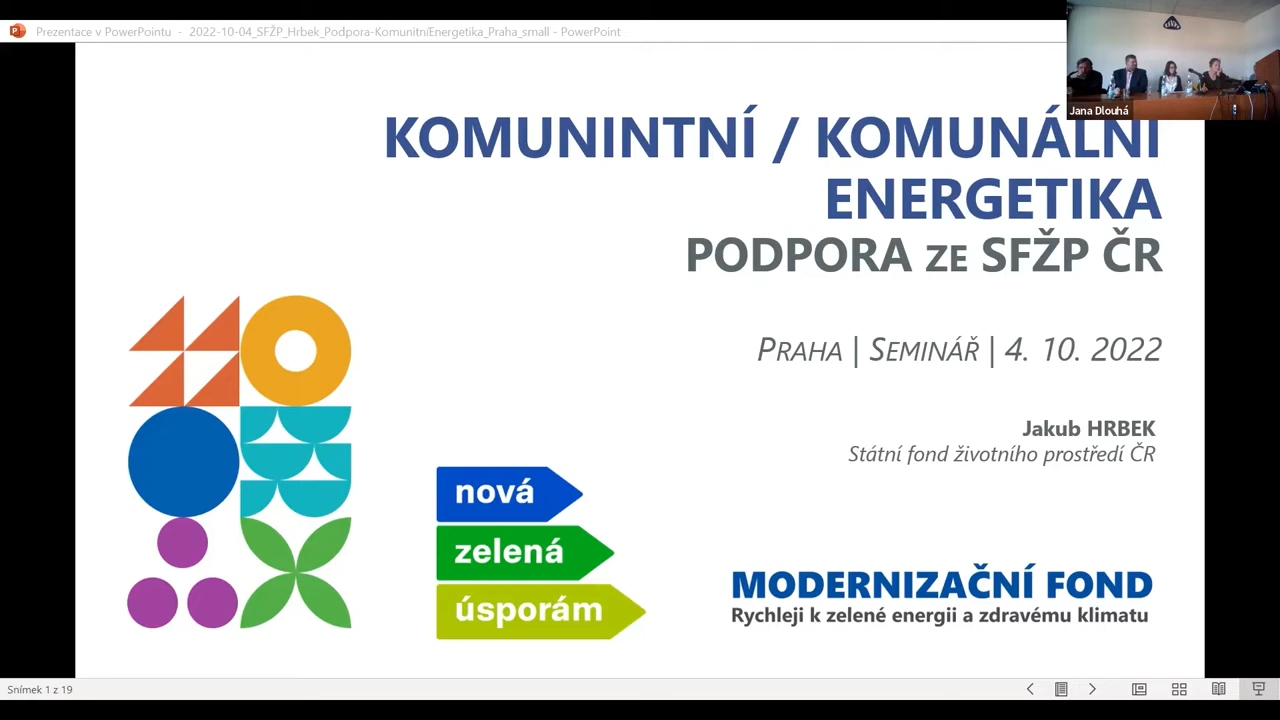 Prezentace v PowerPointu - 2022-10-04_SFŽP_Hrbek_Podpora-KomunitníEnergetika_Praha_small - PowerPoint
Jana Dlouhá
KOMUNINTNÍ / KOMUNÁLNÍ
ENERGETIKA
PODPORA ZE SFŽP ČR
PRAHA | SEMINÁŘ | 4. 10. 2022
Jakub HRBEK
Státní fond životního prostředí ČR
nová
zelená
úsporám
MODERNIZAČNÍ FOND
Rychleji k zelené energii a zdravému klimatu
Snímek 1 z 19